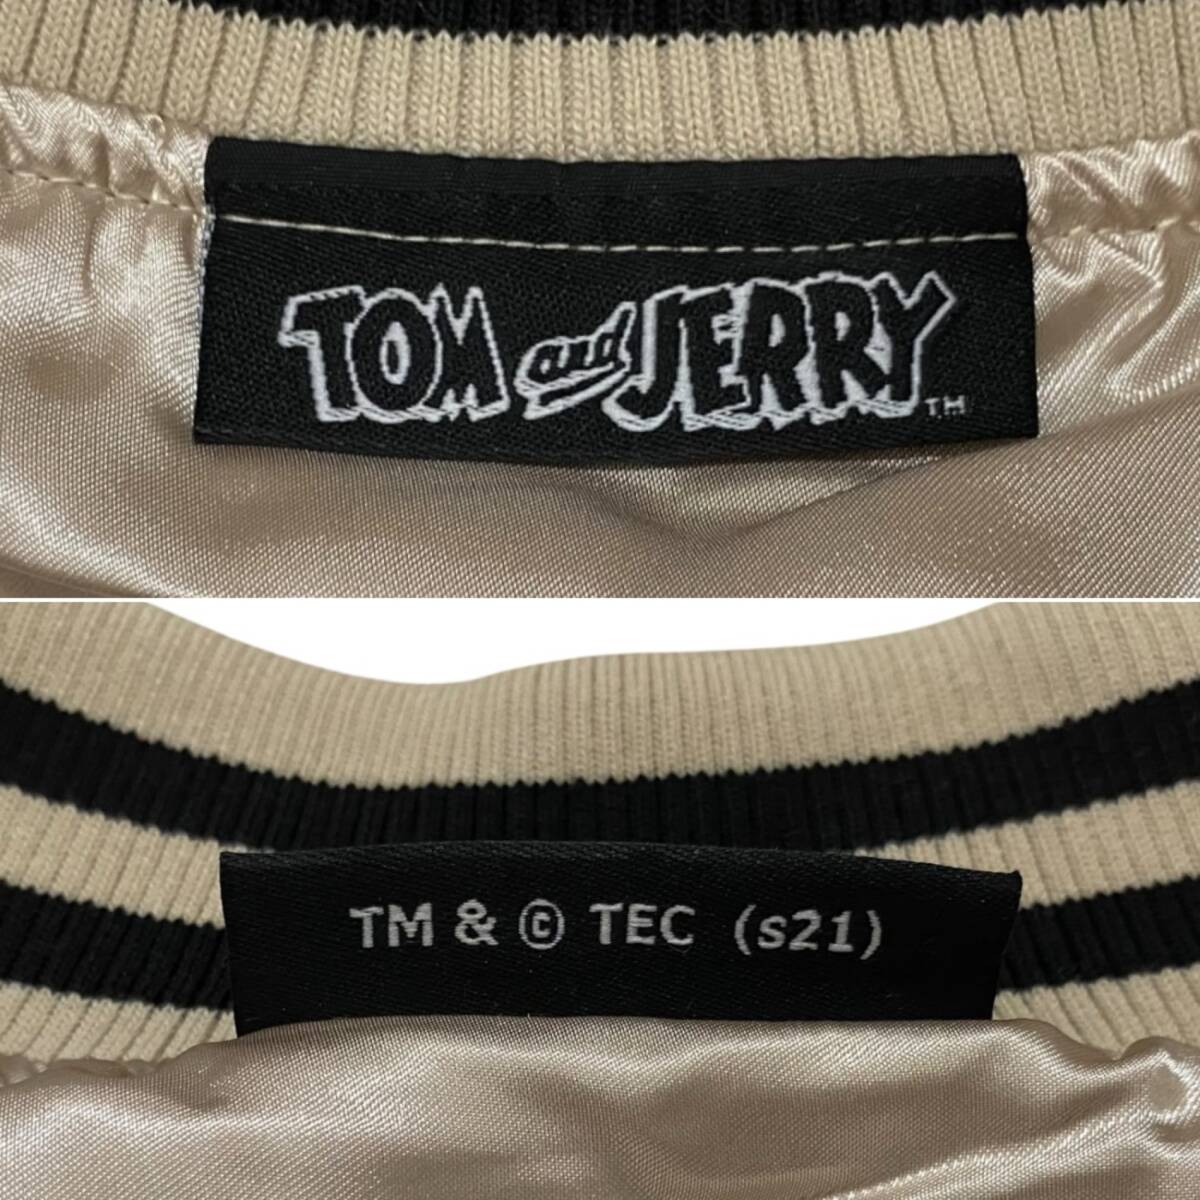 TOM and JERRY TM
TM & © TEC (s21)